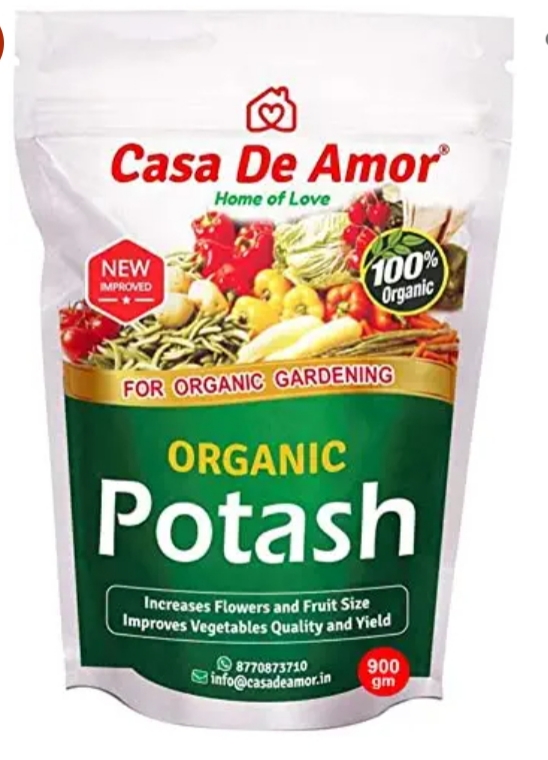 Casa De Amor®
Home of Love
NEW
IMPROVED
100%
Organic
FOR ORGANIC GARDENING
ORGANIC
Potash
Increases Flowers and Fruit Size
Improves Vegetables Quality and Yield
8770873710
info@casadeamor.in
900
gm